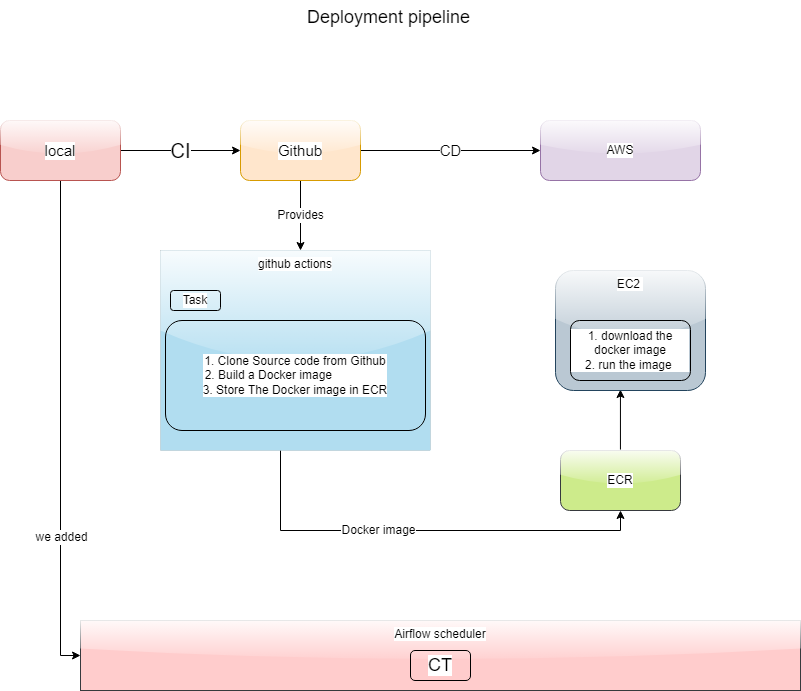 Deployment pipeline
local
CI
Github
CD
AWS
Provides
github actions
Task
1. Clone Source code from Github
2. Build a Docker image
3. Store The Docker image in ECR
EC2
1. download the
docker image
2. run the image
ECR
Docker image
we added
Airflow scheduler
CT